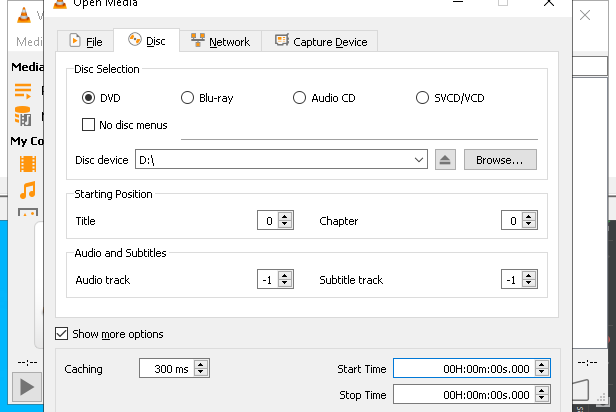 Open Media
V
Medi
File
Disc
Network
Capture Device
Media
Disc Selection
DVD
Blu-ray
Audio CD
SVCD/VCD
No disc menus
My Co
Disc device
D:\
Browse...
Starting Position
Title
0
Chapter
0
Audio and Subtitles
Audio track
-1
Subtitle track
-1
Show more options
--:--
--:--
Caching
300 ms
Start Time
00H:00m:00s.000
Stop Time
00H:00m:00s.000